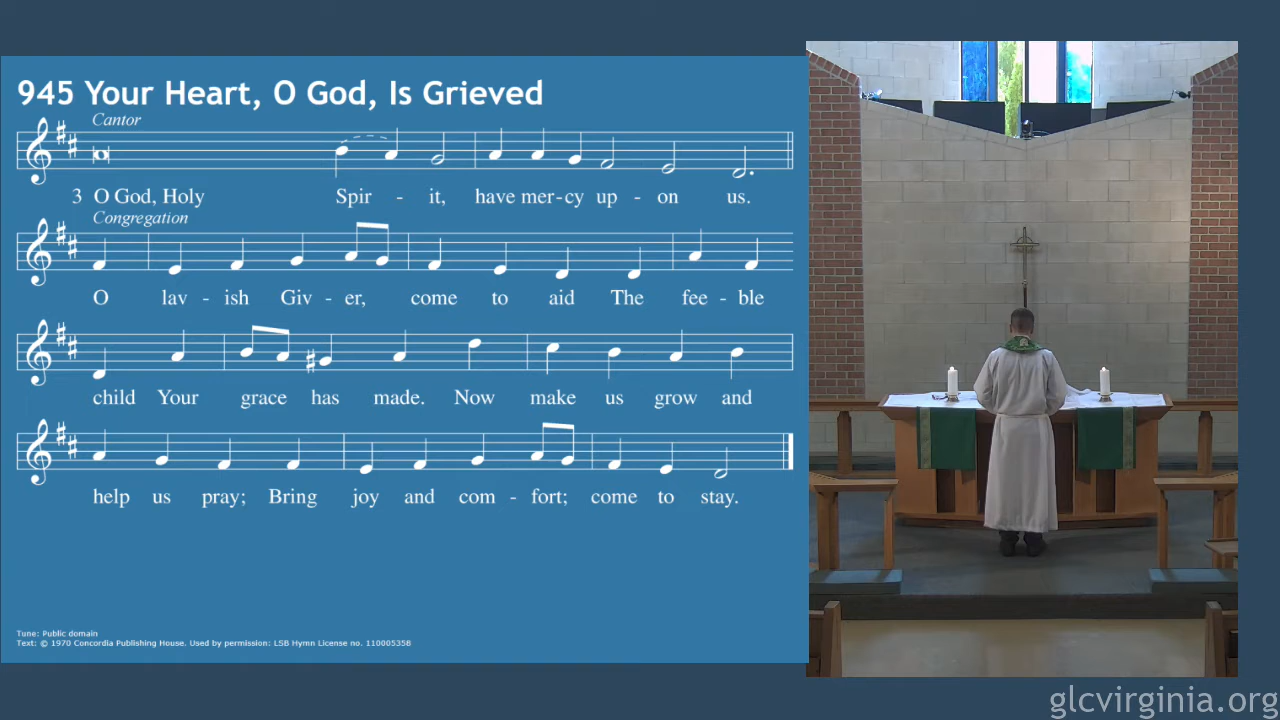 945 Your Heart, O God, Is Grieved
Cantor
3 O God, Holy Spir - it, have mer - cy up - on us.
Congregation
O lav - ish Giv - er, come to aid The fee - ble
child Your grace has made. Now make us grow and
help us pray; Bring joy and com - fort; come to stay.
Tune: Public domain
Text: © 1970 Concordia Publishing House. Used by permission: LSB Hymn License no. 110005358
glcvirginia.org